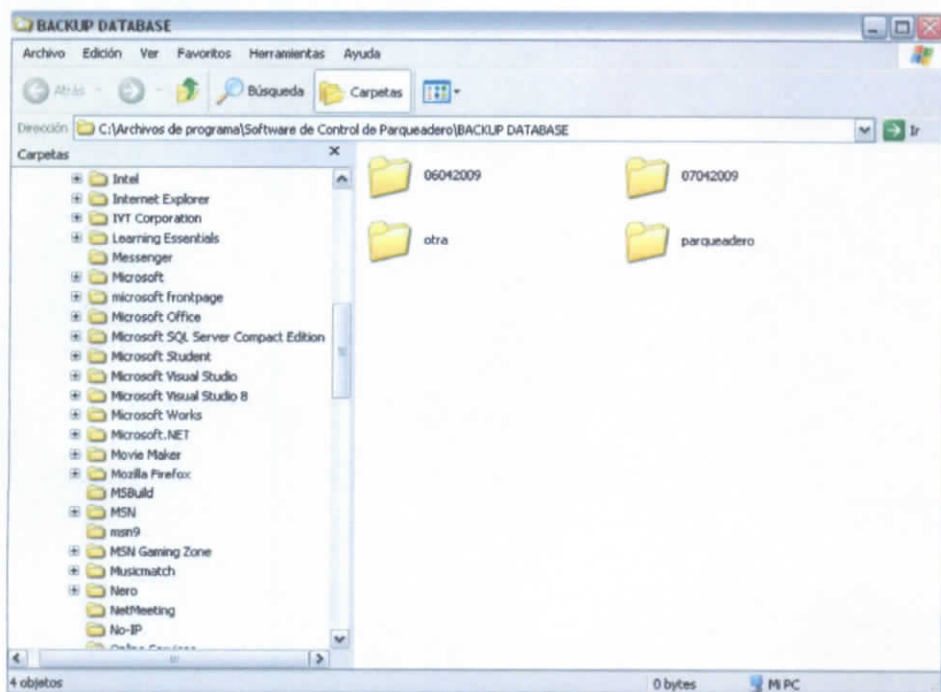 BACKUP DATABASE
Archivo Edición Ver Favoritos Herramientas Ayuda
Atrás Búsqueda Carpetas
Dirección C:\Archivos de programa\Software de Control de Parqueadero\BACKUP DATABASE Ir
Carpetas
Intel
Internet Explorer
IVT Corporation
Learning Essentials
Messenger
Microsoft
microsoft frontpage
Microsoft Office
Microsoft SQL Server Compact Edition
Microsoft Student
Microsoft Visual Studio
Microsoft Visual Studio 8
Microsoft Works
Microsoft.NET
Movie Maker
Mozilla Firefox
MSBuild
MSN
msn9
MSN Gaming Zone
Musicmatch
Nero
NetMeeting
No-IP
Online Services
06042009 07042009
otra parqueadero
4 objetos 0 bytes Mi PC